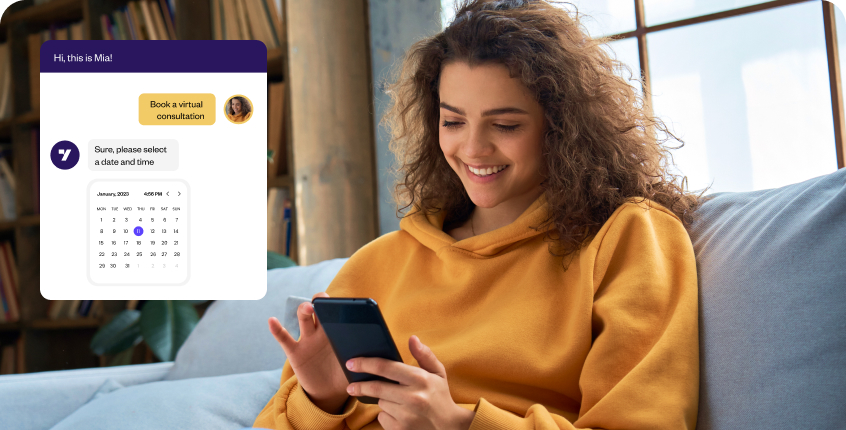 Hi, this is Mia!
Book a virtual
consultation
Sure, please select
a date and time
January, 2023 4:56 PM < >
MON TUE WED THU FRI SAT SUN
1 2 3 4 5 6 7
8 9 10 11 12 13 14
15 16 17 18 19 20 21
22 23 24 25 26 27 28
29 30 31 1 2 3 4